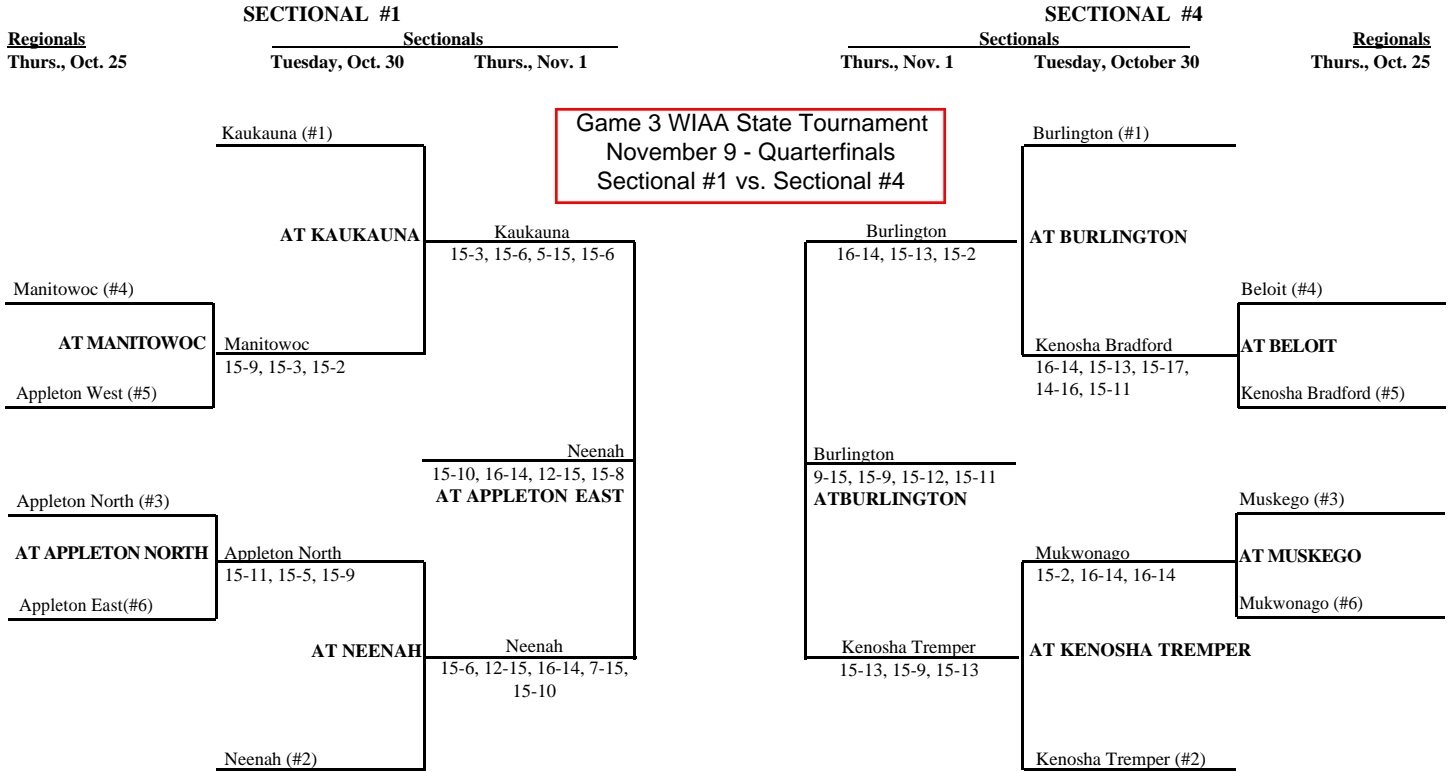 SECTIONAL #1
Regionals
Sectionals
Thurs., Oct. 25
Tuesday, Oct. 30
Thurs., Nov. 1
Kaukauna (#1)
AT KAUKAUNA
Kaukauna
15-3, 15-6, 5-15, 15-6
Manitowoc (#4)
AT MANITOWOC
Manitowoc
15-9, 15-3, 15-2
Appleton West (#5)
Neenah
15-10, 16-14, 12-15, 15-8
AT APPLETON EAST
Appleton North (#3)
AT APPLETON NORTH
Appleton North
15-11, 15-5, 15-9
Appleton East(#6)
AT NEENAH
Neenah
15-6, 12-15, 16-14, 7-15,
15-10
Neenah (#2)
Game 3 WIAA State Tournament
November 9 - Quarterfinals
Sectional #1 vs. Sectional #4
SECTIONAL #4
Sectionals
Regionals
Thurs., Nov. 1
Tuesday, October 30
Thurs., Oct. 25
Burlington (#1)
Burlington
16-14, 15-13, 15-2
AT BURLINGTON
Beloit (#4)
Kenosha Bradford
16-14, 15-13, 15-17,
14-16, 15-11
AT BELOIT
Kenosha Bradford (#5)
Burlington
9-15, 15-9, 15-12, 15-11
ATBURLINGTON
Muskego (#3)
Mukwonago
15-2, 16-14, 16-14
AT MUSKEGO
Mukwonago (#6)
Kenosha Tremper
15-13, 15-9, 15-13
AT KENOSHA TREMPER
Kenosha Tremper (#2)